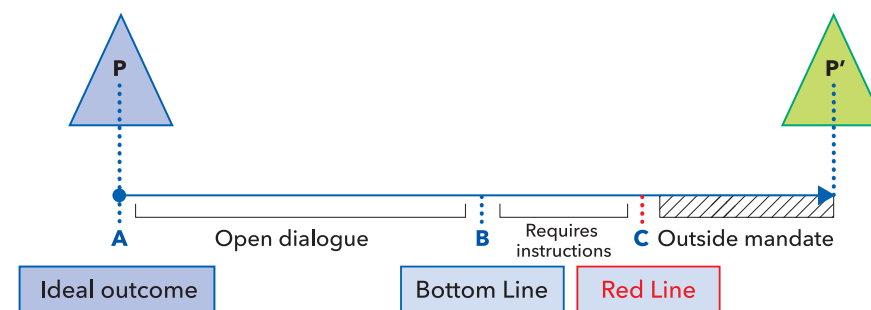 P
P′
A
Open dialogue
B
Requires
instructions
C
Outside mandate
Ideal outcome
Bottom Line
Red Line